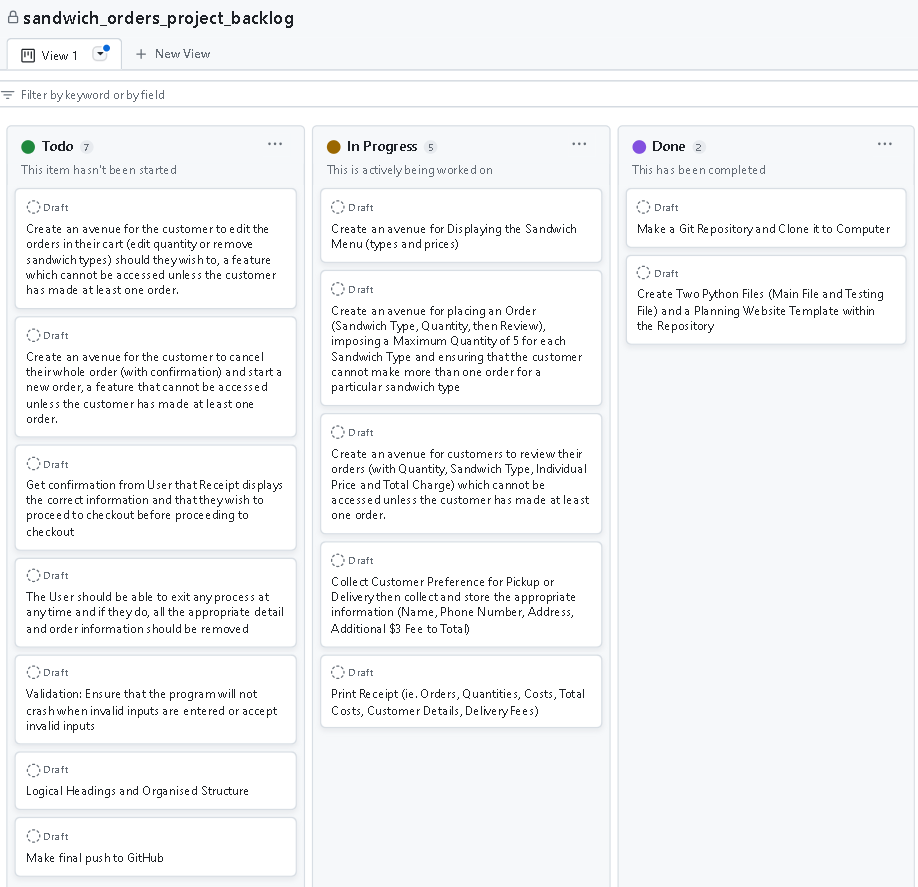 sandwich_orders_project_backlog
View 1
New View
Filter by keyword or by field
Todo 7
This item hasn't been started
Draft
Create an avenue for the customer to edit the
orders in their cart (edit quantity or remove
sandwich types) should they wish to, a feature
which cannot be accessed unless the customer
has made at least one order.
Draft
Create an avenue for the customer to cancel
their whole order (with confirmation) and start a
new order, a feature that cannot be accessed
unless the customer has made at least one
order.
Draft
Get confirmation from User that Receipt displays
the correct information and that they wish to
proceed to checkout before proceeding to
checkout
Draft
The User should be able to exit any process at
any time and if they do, all the appropriate detail
and order information should be removed
Draft
Validation: Ensure that the program will not
crash when invalid inputs are entered or accept
invalid inputs
Draft
Logical Headings and Organised Structure
Draft
Make final push to GitHub
In Progress 5
This is actively being worked on
Draft
Create an avenue for Displaying the Sandwich
Menu (types and prices)
Draft
Create an avenue for placing an Order
(Sandwich Type, Quantity, then Review),
imposing a Maximum Quantity of 5 for each
Sandwich Type and ensuring that the customer
cannot make more than one order for a
particular sandwich type
Draft
Create an avenue for customers to review their
orders (with Quantity, Sandwich Type, Individual
Price and Total Charge) which cannot be
accessed unless the customer has made at least
one order.
Draft
Collect Customer Preference for Pickup or
Delivery then collect and store the appropriate
information (Name, Phone Number, Address,
Additional $3 Fee to Total)
Draft
Print Receipt (ie. Orders, Quantities, Costs, Total
Costs, Customer Details, Delivery Fees)
Done 2
This has been completed
Draft
Make a Git Repository and Clone it to Computer
Draft
Create Two Python Files (Main File and Testing
File) and a Planning Website Template within
the Repository